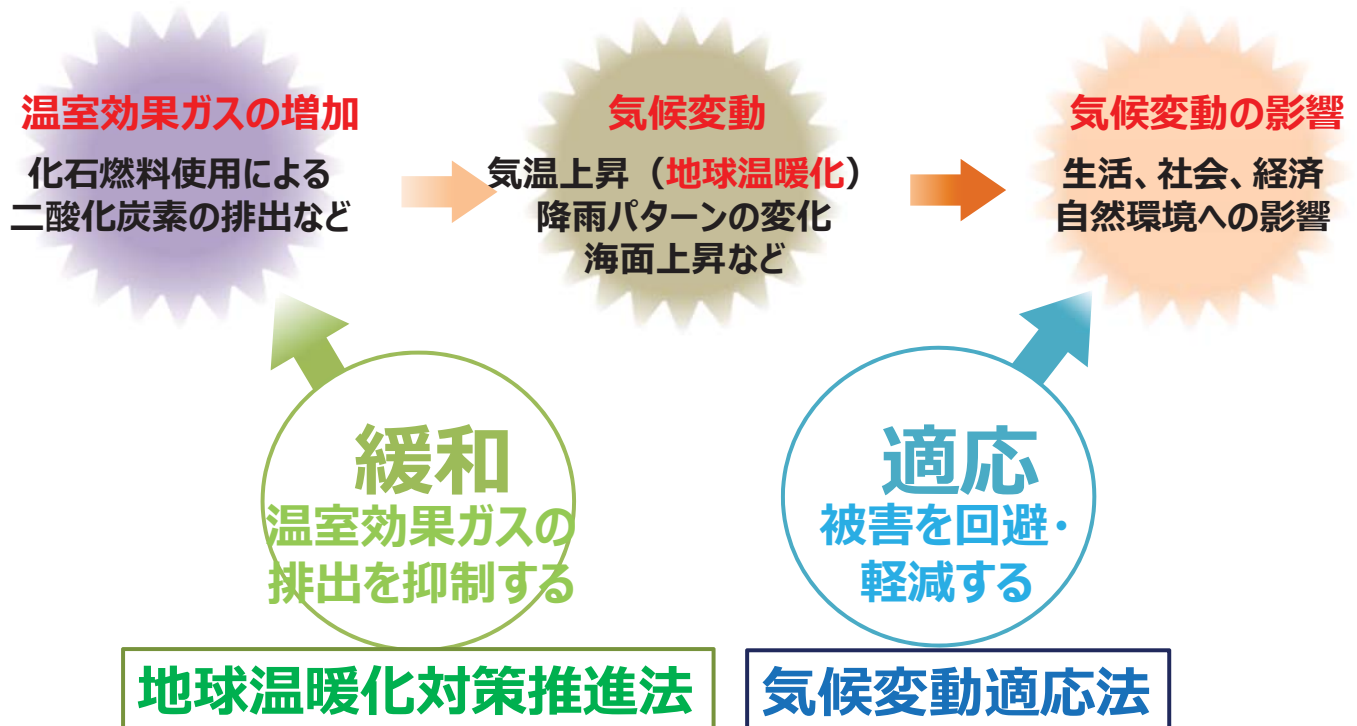 温室効果ガスの増加
化石燃料使用による
二酸化炭素の排出など
気候変動
気温上昇（地球温暖化）
降雨パターンの変化
海面上昇など
気候変動の影響
生活、社会、経済
自然環境への影響
緩和
温室効果ガスの
排出を抑制する
適応
被害を回避・
軽減する
地球温暖化対策推進法
気候変動適応法